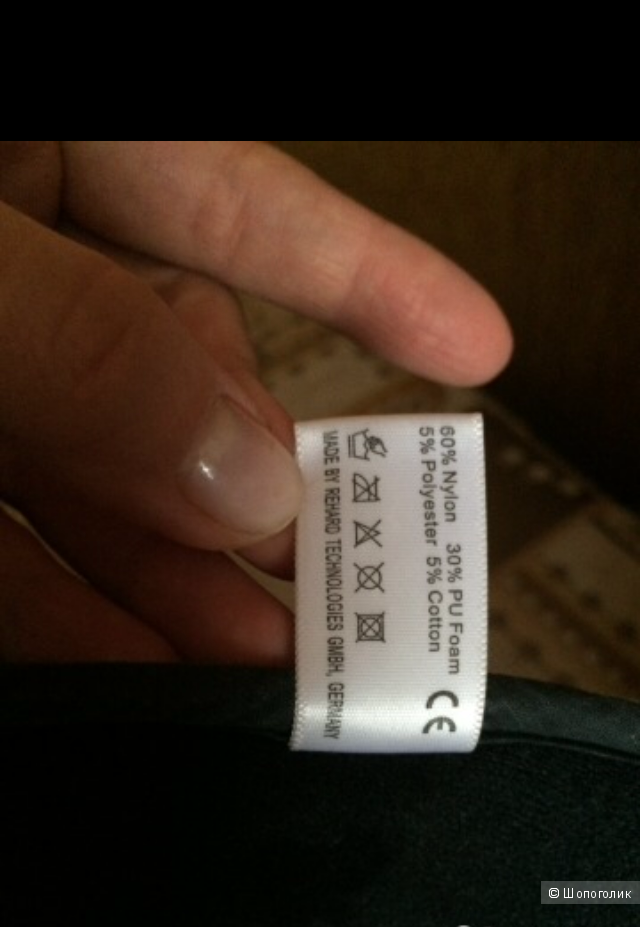 60% Nylon 30% PU Foam
5% Polyester 5% Cotton
CE
MADE BY REHARD TECHNOLOGIES GMBH, GERMANY
© Шопоголик